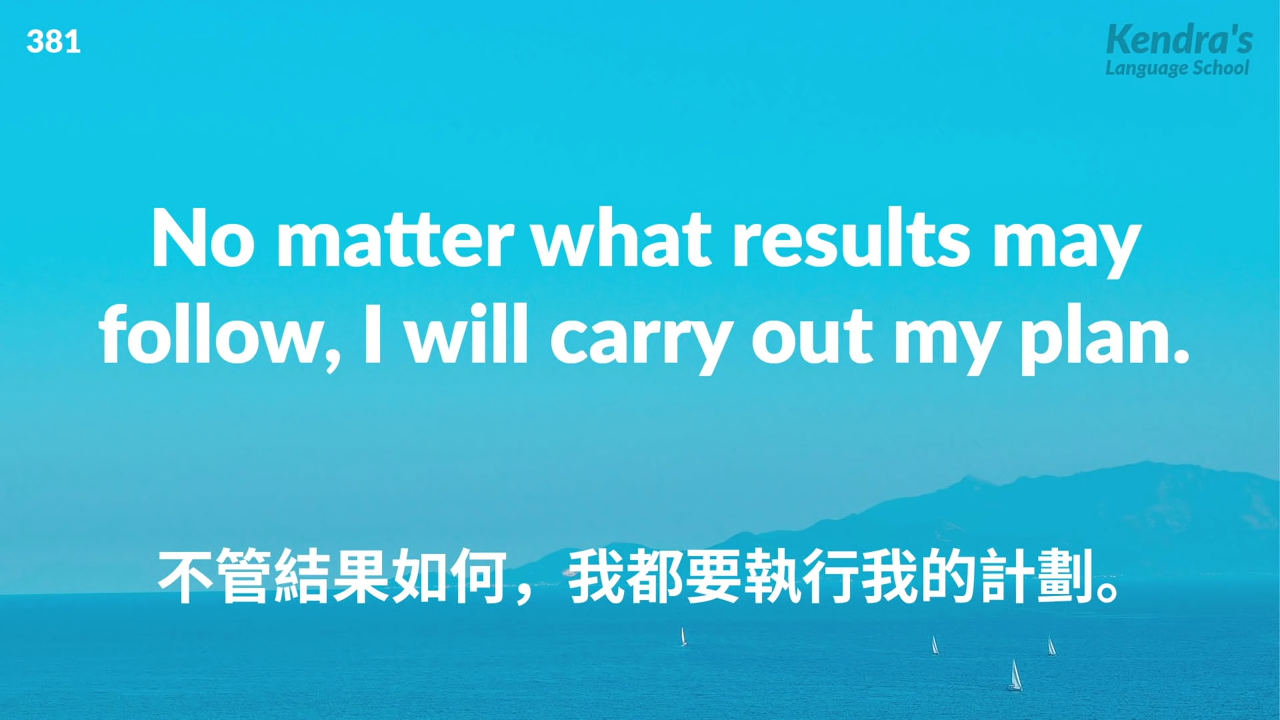 381
Kendra's
Language School
No matter what results may
follow, I will carry out my plan.
不管結果如何，我都要執行我的計劃。